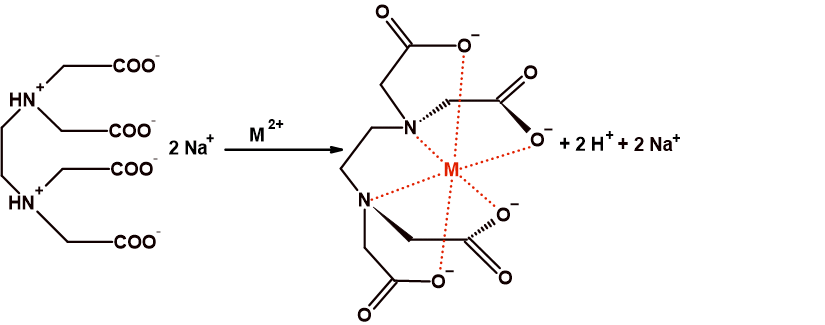 O
O⁻
COO⁻
O
HN⁺
N
COO⁻
2 Na⁺
M²⁺
O⁻
+ 2 H⁺ + 2 Na⁺
COO⁻
M
HN⁺
N
O⁻
COO⁻
O⁻
O
O